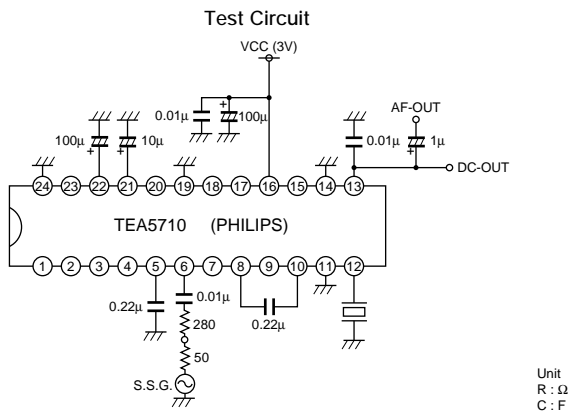 Test Circuit
VCC (3V)
0.01μ
100μ
+
AF-OUT
100μ
+
10μ
+
0.01μ
1μ
+
DC-OUT
24 23 22 21 20 19 18 17 16 15 14 13
TEA5710 (PHILIPS)
1 2 3 4 5 6 7 8 9 10 11 12
0.22μ
0.01μ
280
0.22μ
50
S.S.G.
Unit
R : Ω
C : F